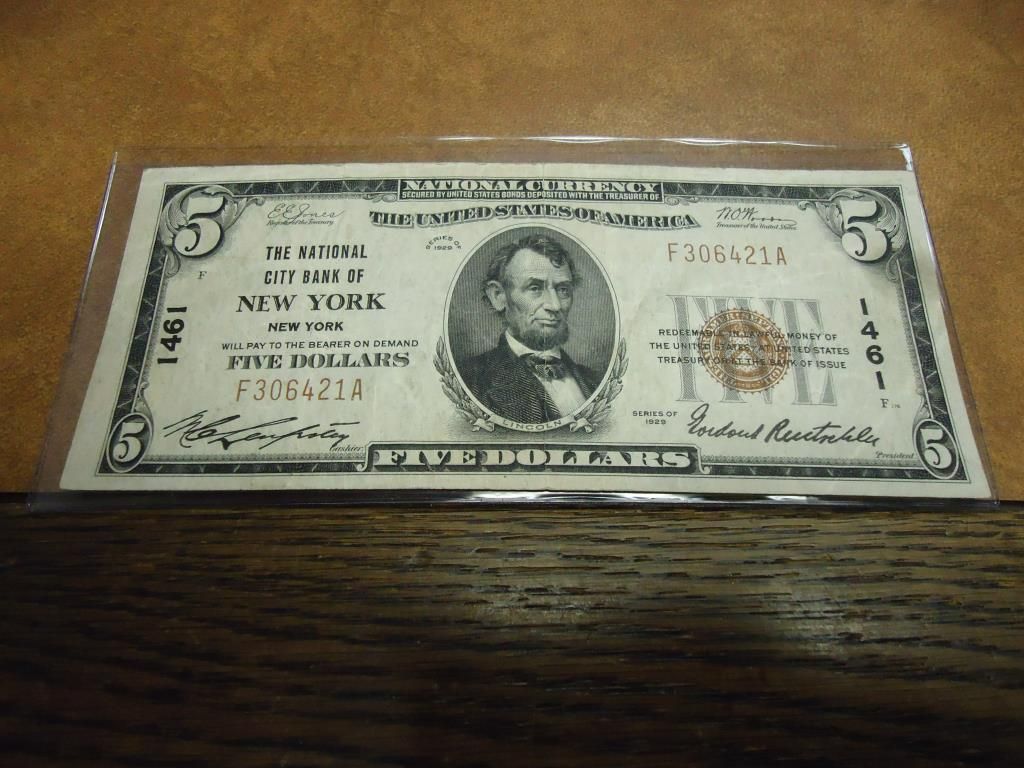 NATIONAL CURRENCY
SECURED BY UNITED STATES BONDS DEPOSITED WITH THE TREASURER OF
THE UNITED STATES OF AMERICA
5
5
E.E. Jones
Register of the Treasury
W.O. Woods
Treasurer of the United States
SERIES OF
1929
F
THE NATIONAL
CITY BANK OF
NEW YORK
NEW YORK
WILL PAY TO THE BEARER ON DEMAND
FIVE DOLLARS
F306421A
1461
F306421A
FIVE
REDEEMABLE IN LAWFUL MONEY OF
THE UNITED STATES AT UNITED STATES
TREASURY OR AT THE BANK OF ISSUE
1461
F
LINCOLN
SERIES OF
1929
Cashier
Gordon S Rentschler
President
5
FIVE DOLLARS
5